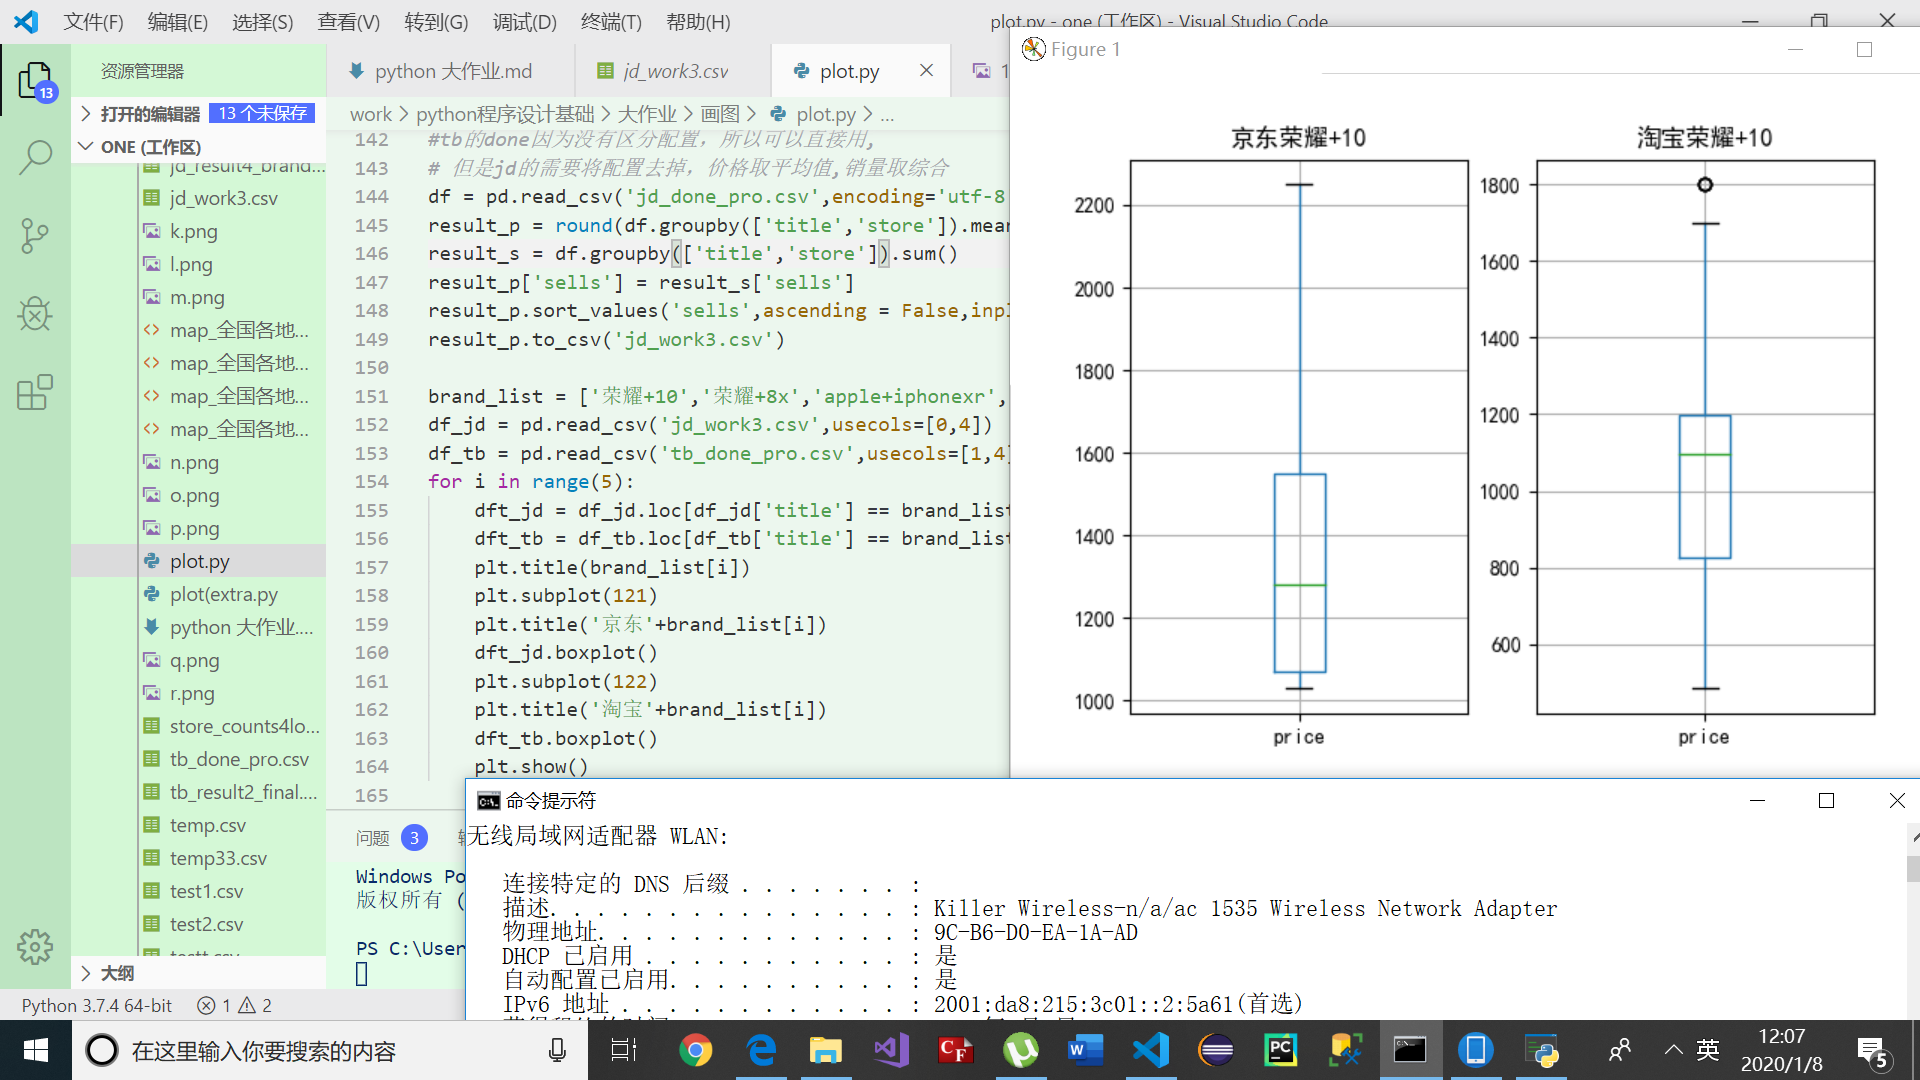 文件(F) 编辑(E) 选择(S) 查看(V) 转到(G) 调试(D) 终端(T) 帮助(H)
plot.py - one (工作区) - Visual Studio Code
资源管理器
13
打开的编辑器 13 个未保存
ONE (工作区)
jd_result4_brand...
jd_work3.csv
k.png
l.png
m.png
map_全国各地...
map_全国各地...
map_全国各地...
map_全国各地...
n.png
o.png
p.png
plot.py
plot(extra.py
python 大作业....
q.png
r.png
store_counts4lo...
tb_done_pro.csv
tb_result2_final....
temp.csv
temp33.csv
test1.csv
test2.csv
大纲
python 大作业.md
jd_work3.csv
plot.py
1
work > python程序设计基础 > 大作业 > 画图 > plot.py > ...
142 #tb的done因为没有区分配置，所以可以直接用,
143 # 但是jd的需要将配置去掉，价格取平均值,销量取综合
144 df = pd.read_csv('jd_done_pro.csv',encoding='utf-8
145 result_p = round(df.groupby(['title','store']).mean
146 result_s = df.groupby(['title','store']).sum()
147 result_p['sells'] = result_s['sells']
148 result_p.sort_values('sells',ascending = False,inpl
149 result_p.to_csv('jd_work3.csv')
150
151 brand_list = ['荣耀+10','荣耀+8x','apple+iphonexr',
152 df_jd = pd.read_csv('jd_work3.csv',usecols=[0,4])
153 df_tb = pd.read_csv('tb_done_pro.csv',usecols=[1,4]
154 for i in range(5):
155 dft_jd = df_jd.loc[df_jd['title'] == brand_list
156 dft_tb = df_tb.loc[df_tb['title'] == brand_list
157 plt.title(brand_list[i])
158 plt.subplot(121)
159 plt.title('京东'+brand_list[i])
160 dft_jd.boxplot()
161 plt.subplot(122)
162 plt.title('淘宝'+brand_list[i])
163 dft_tb.boxplot()
164 plt.show()
165
问题 3
Windows Po
版权所有 (
PS C:\User
Figure 1
京东荣耀+10
2200
2000
1800
1600
1400
1200
1000
price
淘宝荣耀+10
1800
1600
1400
1200
1000
800
600
price
命令提示符
无线局域网适配器 WLAN:
连接特定的 DNS 后缀 . . . . . . . :
描述. . . . . . . . . . . . . . . : Killer Wireless-n/a/ac 1535 Wireless Network Adapter
物理地址. . . . . . . . . . . . . : 9C-B6-D0-EA-1A-AD
DHCP 已启用 . . . . . . . . . . . : 是
自动配置已启用. . . . . . . . . . : 是
IPv6 地址 . . . . . . . . . . . . : 2001:da8:215:3c01::2:5a61(首选)
Python 3.7.4 64-bit 1 2
在这里输入你要搜索的内容
英
12:07
2020/1/8
5